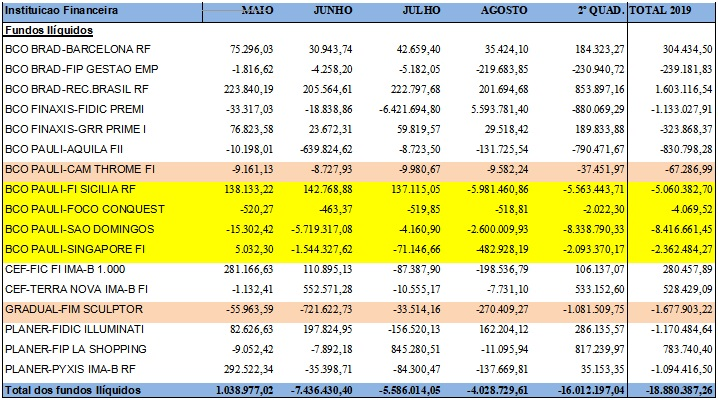 Instituicao Financeira MAIO JUNHO JULHO AGOSTO 2º QUAD. TOTAL 2019
Fundos Ilíquidos
BCO BRAD-BARCELONA RF 75.296,03 30.943,74 42.659,40 35.424,10 184.323,27 304.434,50
BCO BRAD-FIP GESTAO EMP -1.816,62 -4.258,20 -5.182,05 -219.683,85 -230.940,72 -239.181,83
BCO BRAD-REC.BRASIL RF 223.840,19 205.564,61 222.797,68 201.694,68 853.897,16 1.603.116,54
BCO FINAXIS-FIDIC PREMI -33.317,03 -18.838,86 -6.421.694,80 5.593.781,40 -880.069,29 -1.133.027,91
BCO FINAXIS-GRR PRIME I 76.823,58 23.672,31 59.819,57 29.518,42 189.833,88 -323.868,37
BCO PAULI-AQUILA FII -10.198,01 -639.824,62 -8.723,50 -131.725,54 -790.471,67 -830.798,28
BCO PAULI-CAM THROME FI -9.161,13 -8.727,93 -9.980,67 -9.582,24 -37.451,97 -67.286,99
BCO PAULI-FI SICILIA RF 138.133,22 142.768,88 137.115,05 -5.981.460,86 -5.563.443,71 -5.060.382,70
BCO PAULI-FOCO CONQUEST -520,27 -463,37 -519,85 -518,81 -2.022,30 -4.069,52
BCO PAULI-SAO DOMINGOS -15.302,42 -5.719.317,08 -4.160,90 -2.600.009,93 -8.338.790,33 -8.416.661,45
BCO PAULI-SINGAPORE FI 5.032,30 -1.544.327,62 -71.146,66 -482.928,19 -2.093.370,17 -2.362.484,27
CEF-FIC FI IMA-B 1.000 281.166,63 110.895,13 -87.387,90 -198.536,79 106.137,07 280.457,89
CEF-TERRA NOVA IMA-B FI -1.132,41 552.571,28 -10.555,17 -7.731,10 533.152,60 528.429,09
GRADUAL-FIM SCULPTOR -55.963,59 -721.622,73 -33.514,16 -270.409,27 -1.081.509,75 -1.677.903,22
PLANER-FIDIC ILLUMINATI 82.626,63 197.824,95 -156.520,13 162.204,12 286.135,57 -1.170.484,64
PLANER-FIP LA SHOPPING -9.052,42 -7.892,18 845.280,51 -11.095,94 817.239,97 783.740,40
PLANER-PYXIS IMA-B RF 292.522,34 -35.398,71 -84.300,47 -137.669,81 35.153,35 -1.094.416,50
Total dos fundos Ilíquidos 1.038.977,02 -7.436.430,40 -5.586.014,05 -4.028.729,61 -16.012.197,04 -18.880.387,26